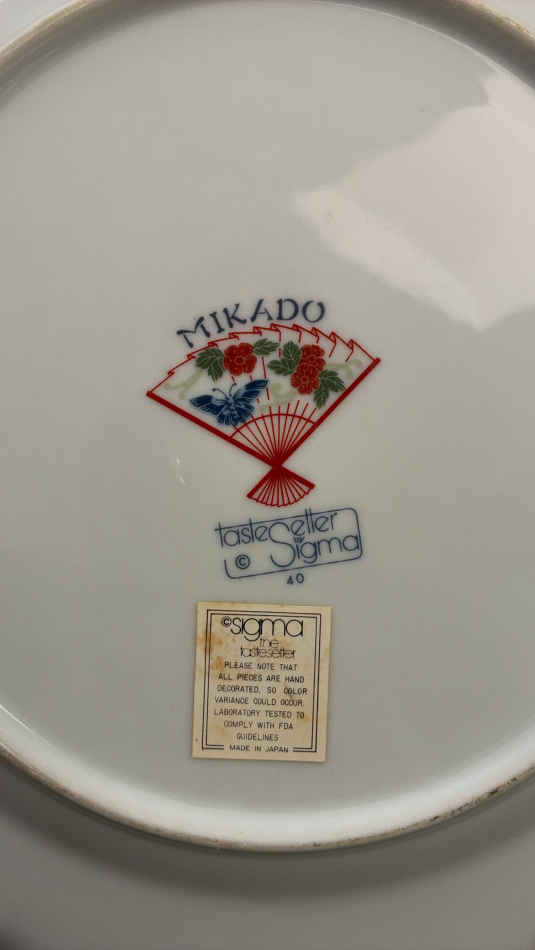 MIKADO
tasteSetter
BY
© Sigma
40
©sigma
the
tastesetter
PLEASE NOTE THAT
ALL PIECES ARE HAND
DECORATED, SO COLOR
VARIANCE COULD OCCUR.
LABORATORY TESTED TO
COMPLY WITH FDA
GUIDELINES
MADE IN JAPAN